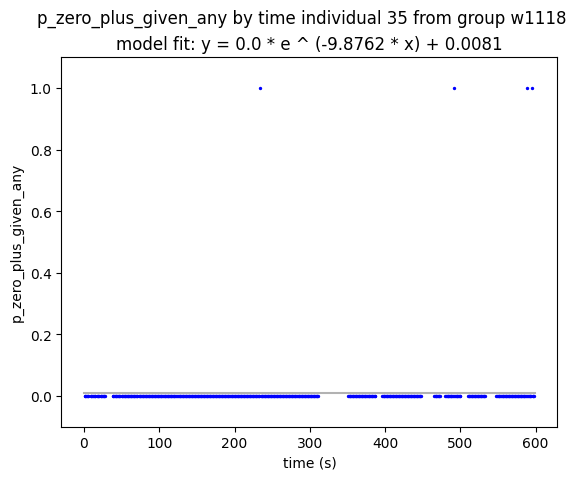 p_zero_plus_given_any by time individual 35 from group w1118
model fit: y = 0.0 * e ^ (-9.8762 * x) + 0.0081
1.0
0.8
0.6
0.4
0.2
0.0
p_zero_plus_given_any
0 100 200 300 400 500 600
time (s)